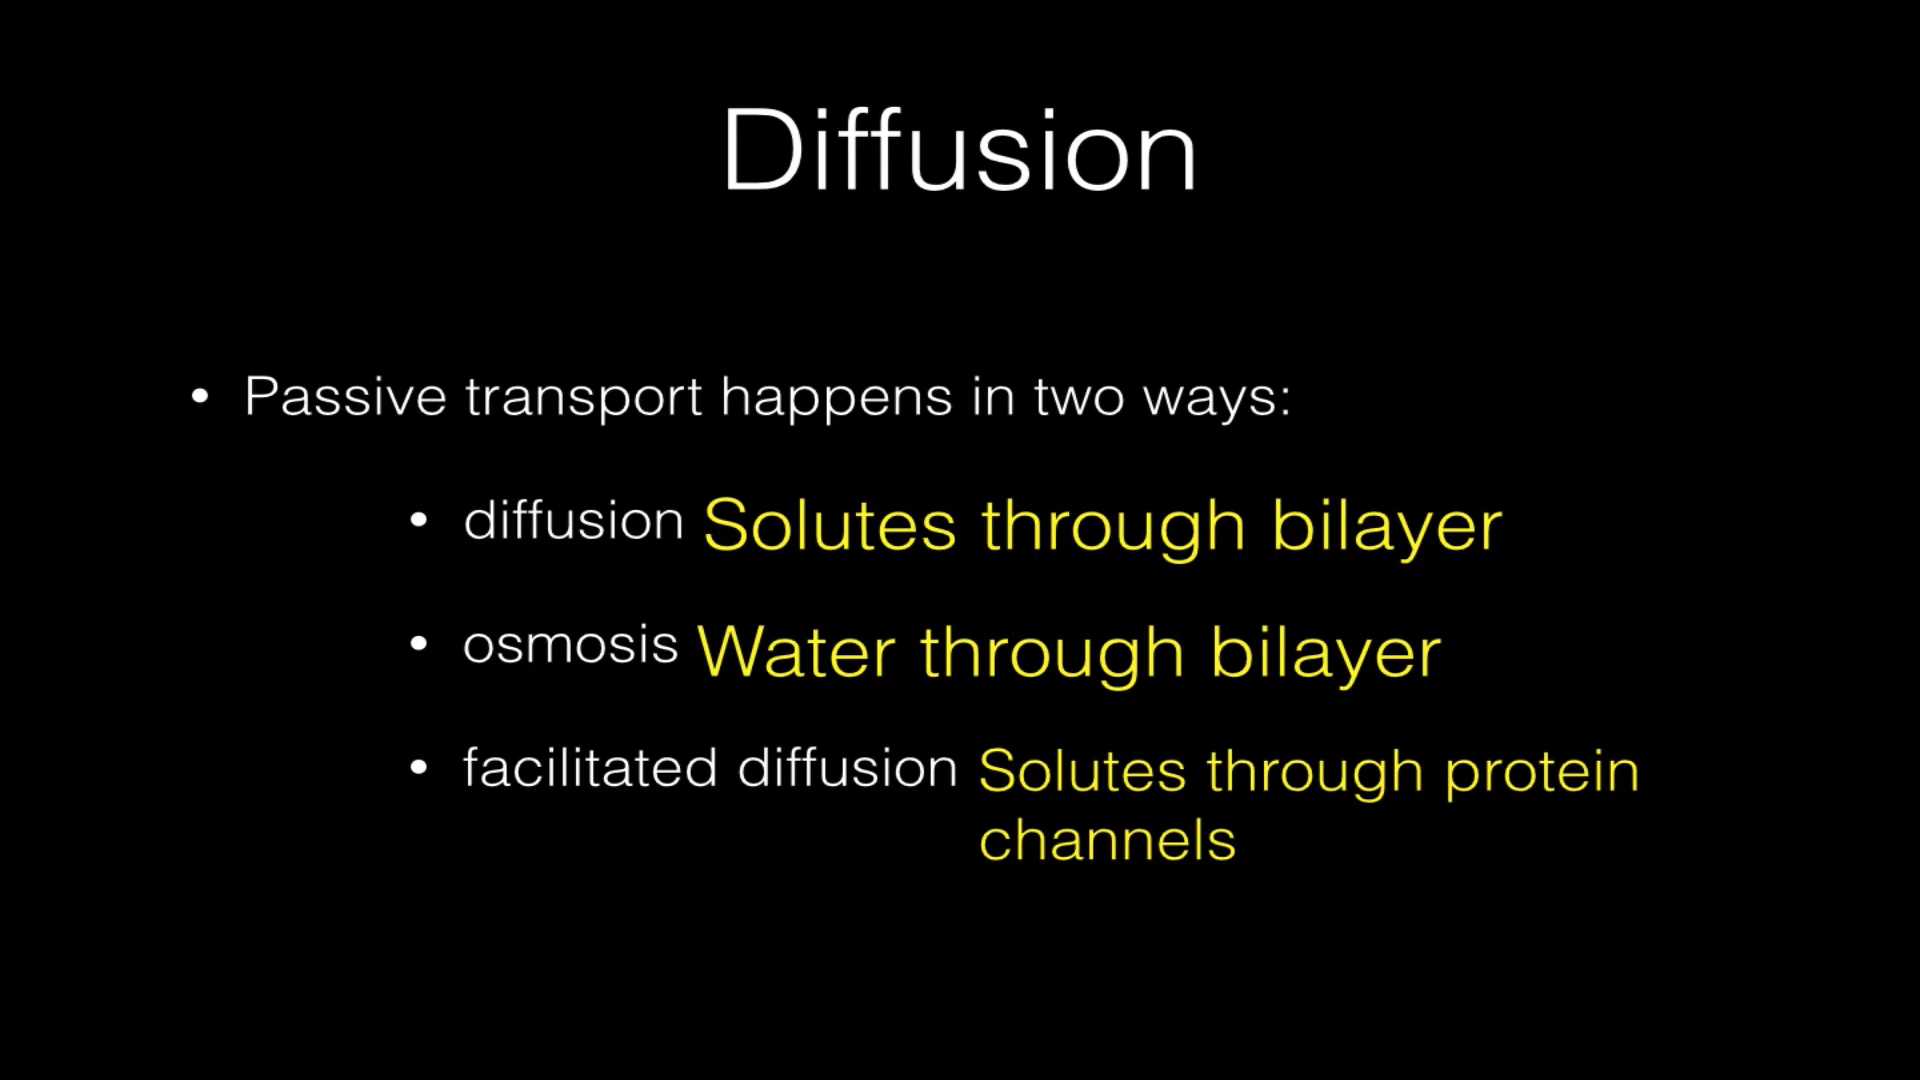 Diffusion
• Passive transport happens in two ways:
• diffusion Solutes through bilayer
• osmosis Water through bilayer
• facilitated diffusion Solutes through protein
channels